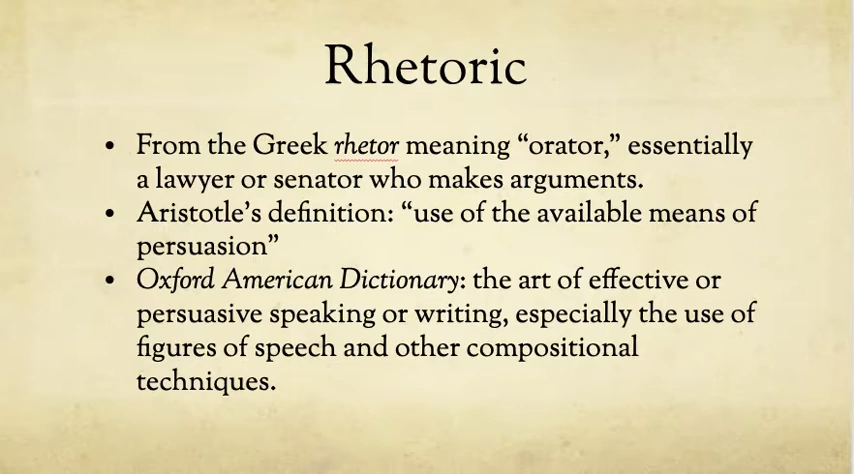 Rhetoric
• From the Greek rhetor meaning “orator,” essentially
a lawyer or senator who makes arguments.
• Aristotle’s definition: “use of the available means of
persuasion”
• Oxford American Dictionary: the art of effective or
persuasive speaking or writing, especially the use of
figures of speech and other compositional
techniques.